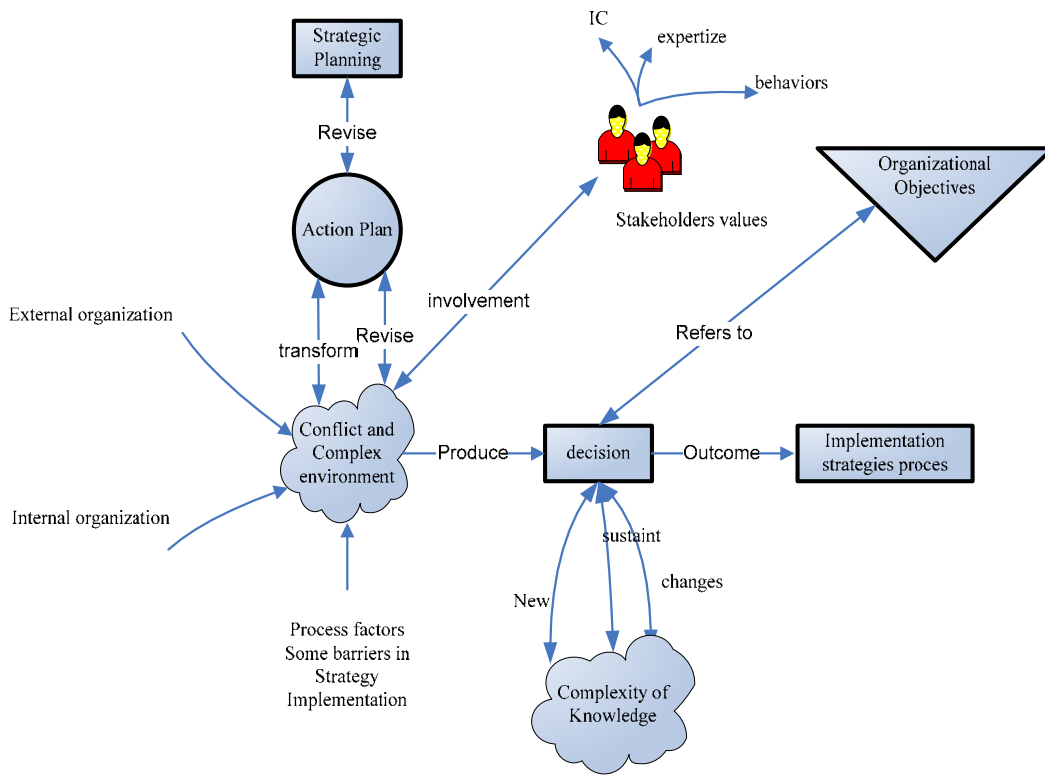 IC
expertize
behaviors
Strategic
Planning
Revise
Organizational
Objectives
Action Plan
Stakeholders values
External organization
involvement
Revise
transform
Refers to
Conflict and
Complex
environment
Produce
decision
Outcome
Implementation
strategies proces
Internal organization
sustaint
changes
New
Process factors
Some barriers in
Strategy
Implementation
Complexity of
Knowledge